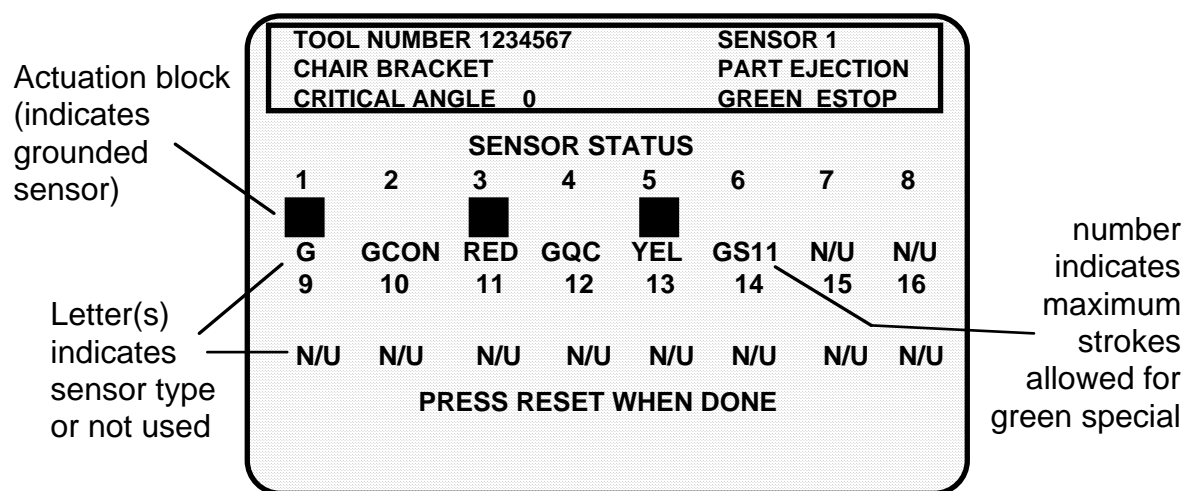 TOOL NUMBER 1234567 SENSOR 1
CHAIR BRACKET PART EJECTION
CRITICAL ANGLE 0 GREEN ESTOP
SENSOR STATUS
1 2 3 4 5 6 7 8
G GCON RED GQC YEL GS11 N/U N/U
9 10 11 12 13 14 15 16
N/U N/U N/U N/U N/U N/U N/U N/U
PRESS RESET WHEN DONE
Actuation block
(indicates
grounded
sensor)
Letter(s)
indicates
sensor type
or not used
number
indicates
maximum
strokes
allowed for
green special